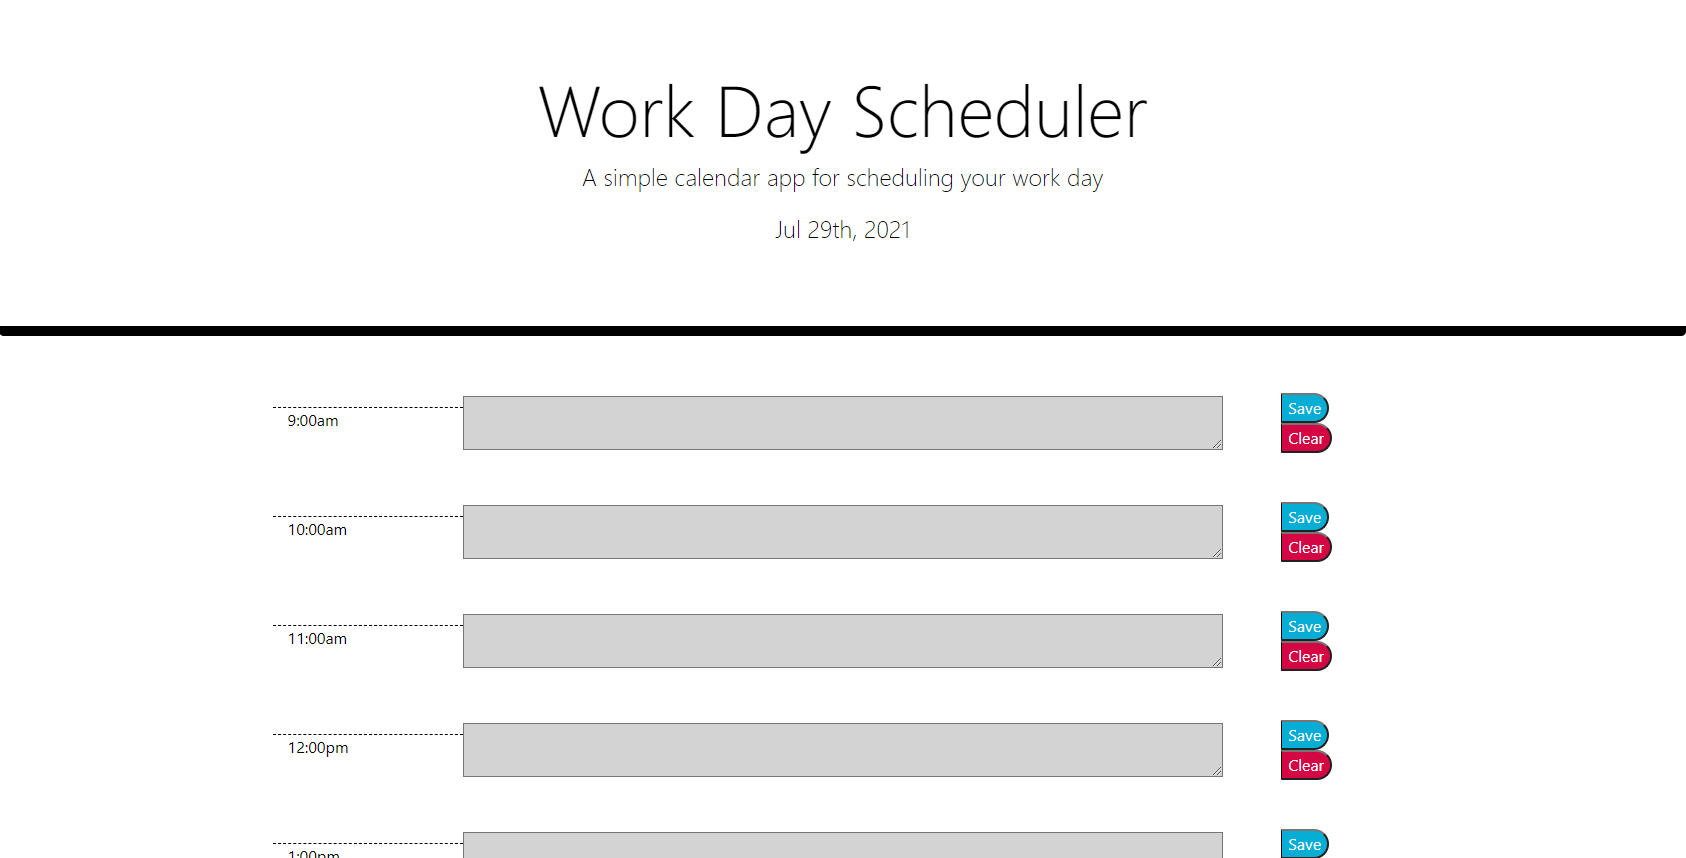 Work Day Scheduler
A simple calendar app for scheduling your work day
Jul 29th, 2021
9:00am
Save
Clear
10:00am
Save
Clear
11:00am
Save
Clear
12:00pm
Save
Clear
1:00pm
Save